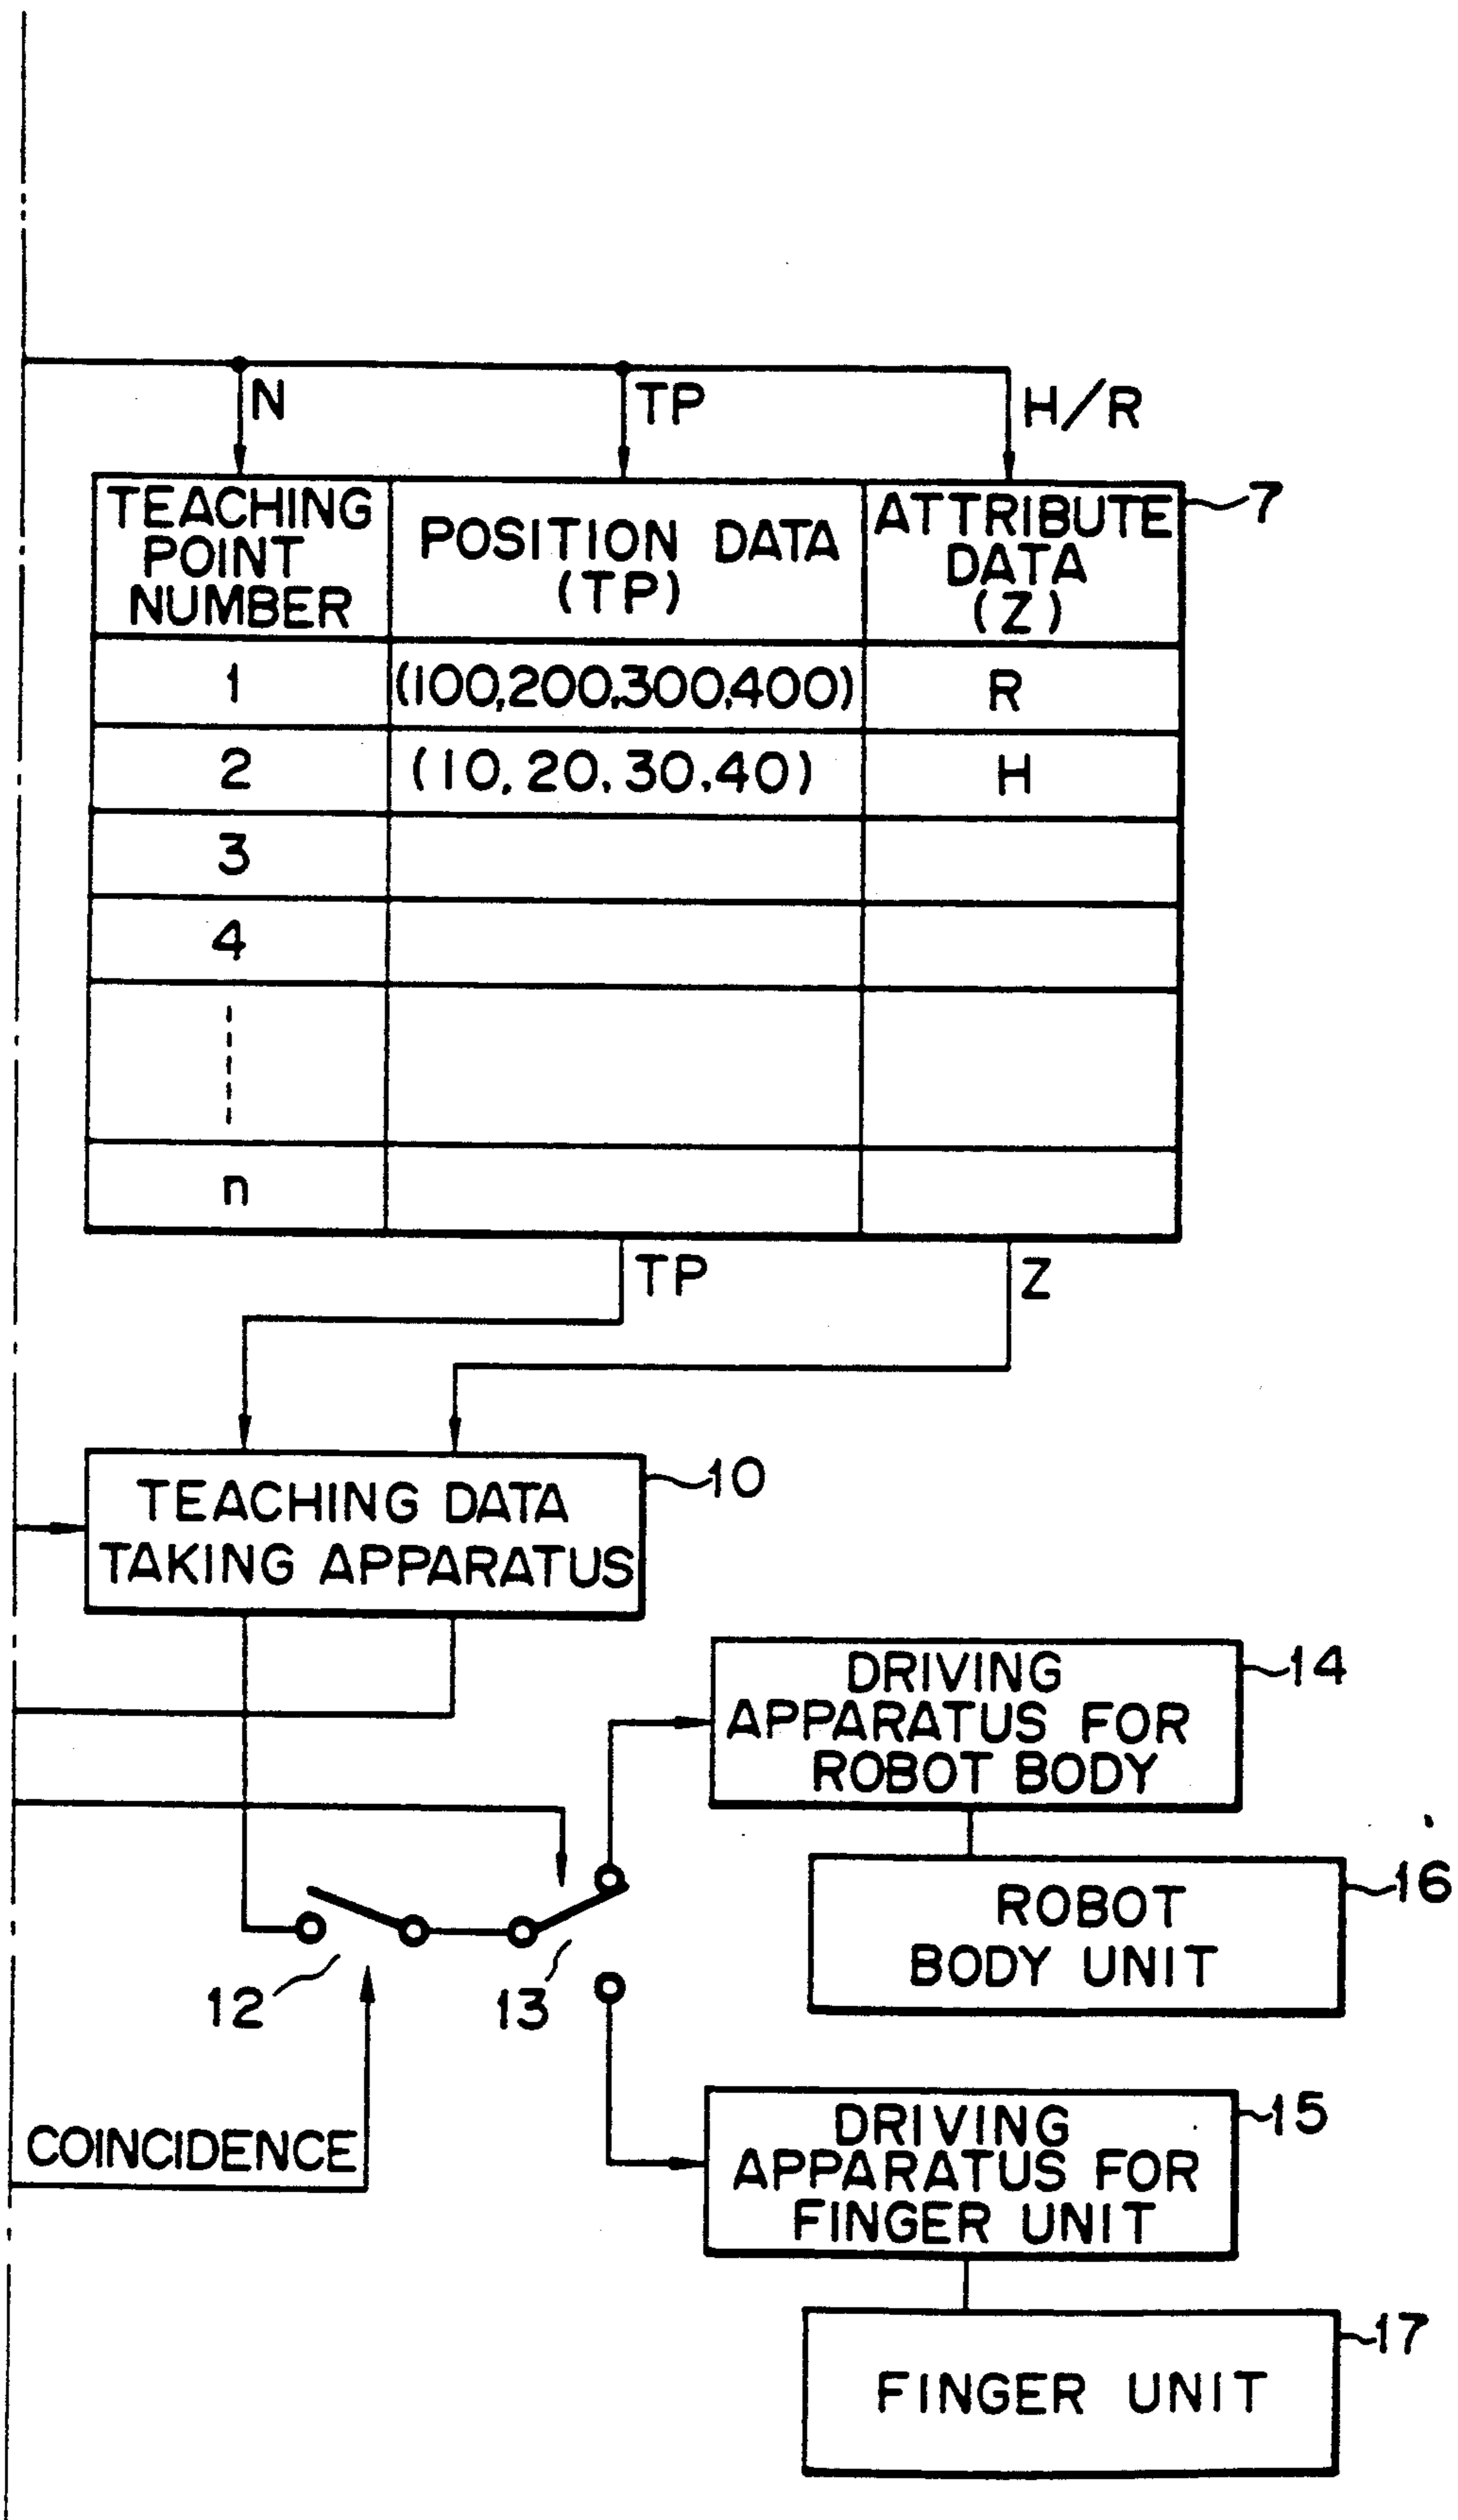 N
TP
H/R
7
TEACHING
POINT
NUMBER
POSITION DATA
(TP)
ATTRIBUTE
DATA
(Z)
1
(100,200,300,400)
R
2
(10,20,30,40)
H
3
4
n
TP
Z
TEACHING DATA
TAKING APPARATUS
10
DRIVING
APPARATUS FOR
ROBOT BODY
14
ROBOT
BODY UNIT
16
12
13
COINCIDENCE
DRIVING
APPARATUS FOR
FINGER UNIT
15
FINGER UNIT
17